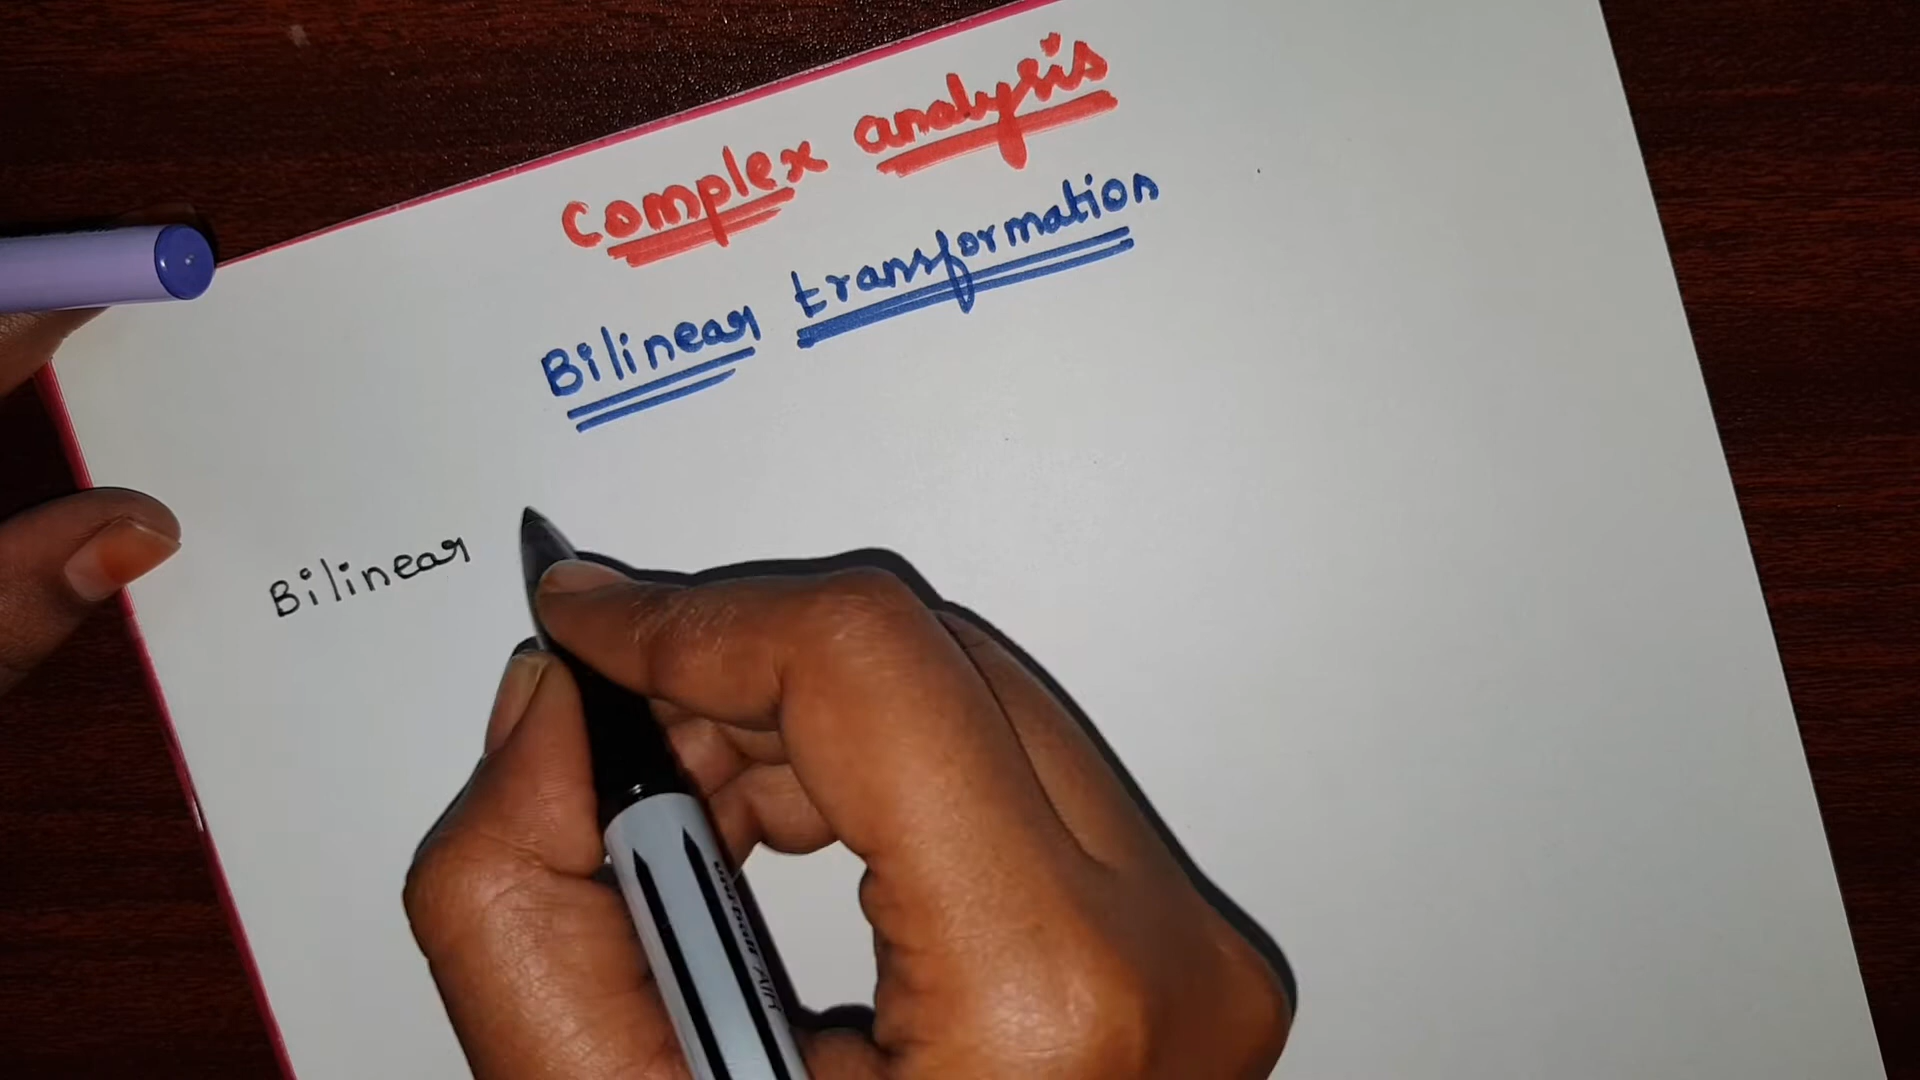 Complex analysis
Bilinear transformation
Bilinear